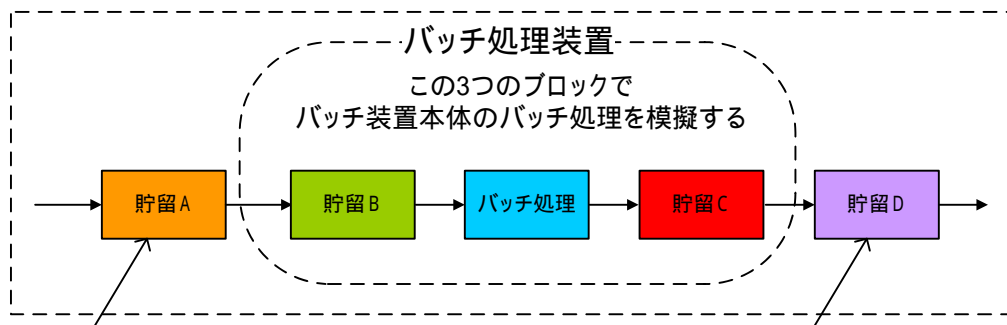 バッチ処理装置
この3つのブロックで
バッチ装置本体のバッチ処理を模擬する
貯留A
貯留B
バッチ処理
貯留C
貯留D